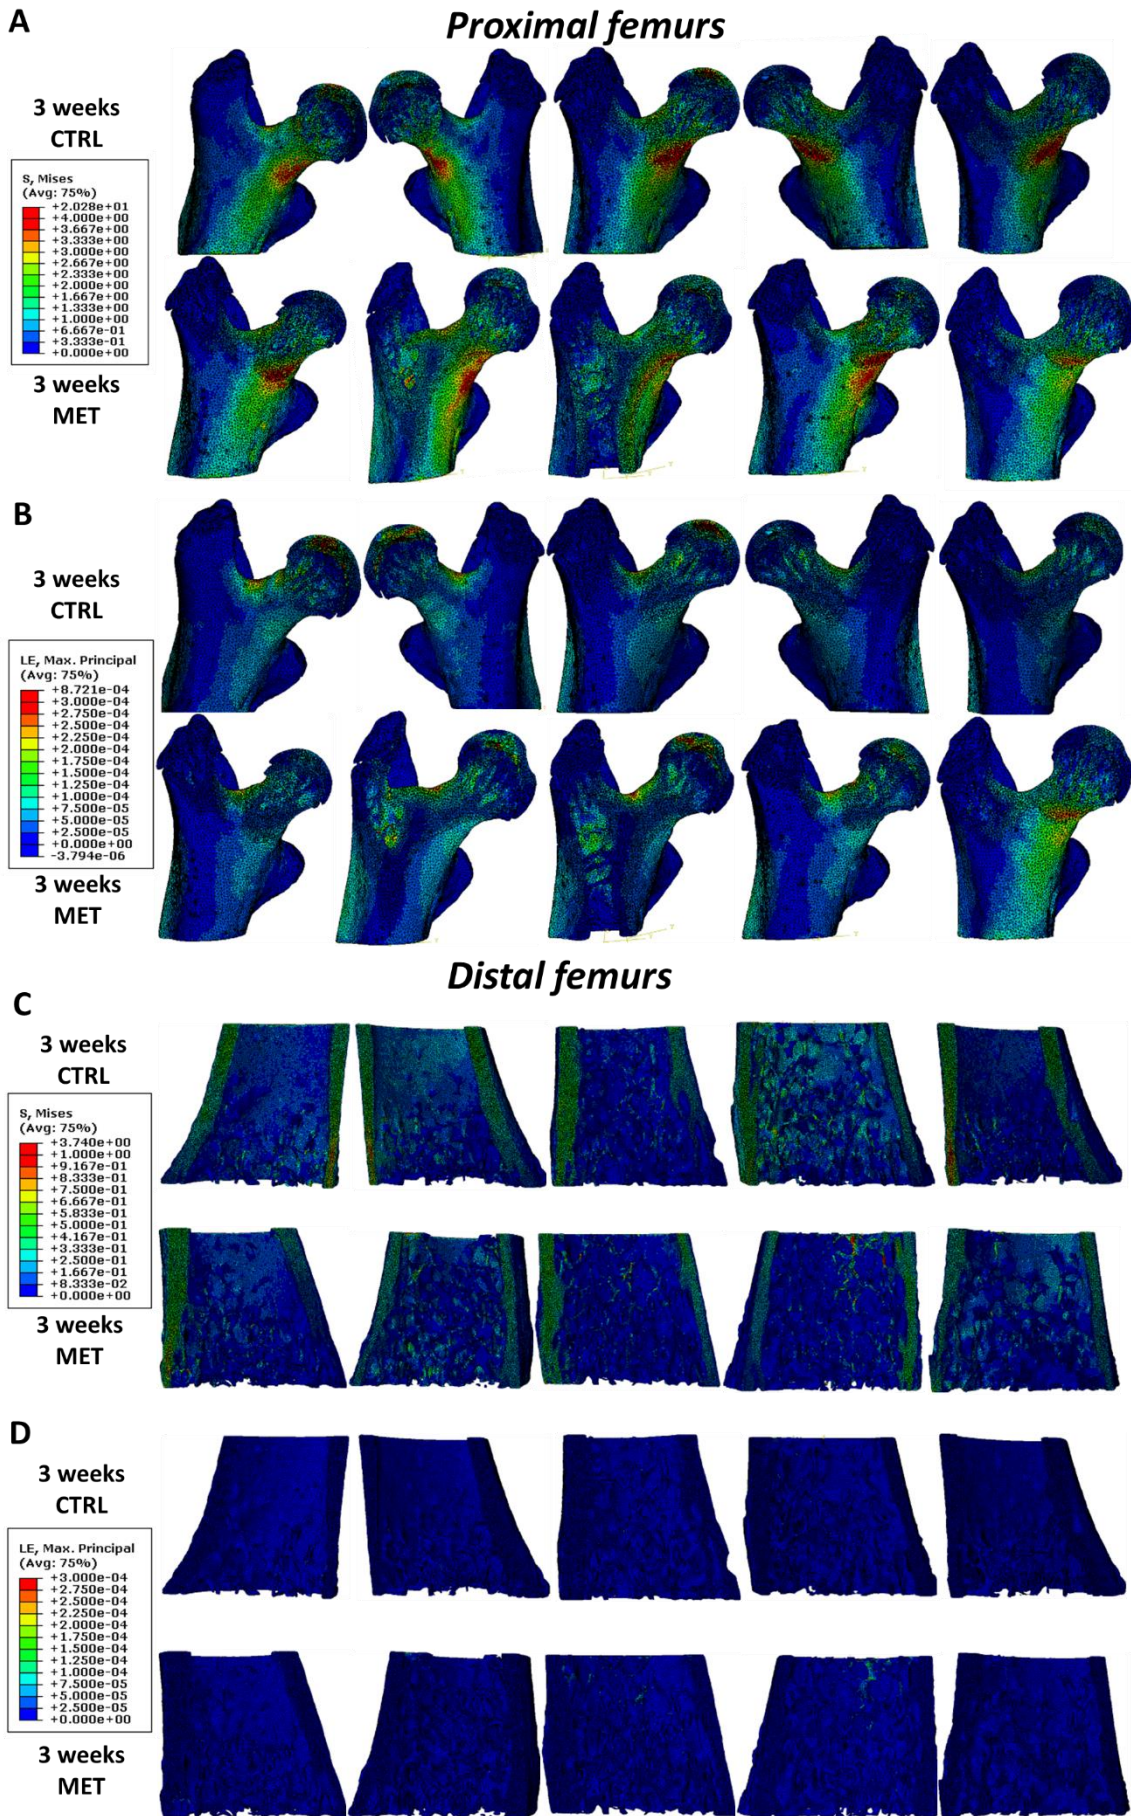 A
Proximal femurs
3 weeks
CTRL
S, Mises
(Avg: 75%)
+2.028e+01
+4.000e+00
+3.667e+00
+3.333e+00
+3.000e+00
+2.667e+00
+2.333e+00
+2.000e+00
+1.667e+00
+1.333e+00
+1.000e+00
+6.667e-01
+3.333e-01
+0.000e+00
3 weeks
MET
B
3 weeks
CTRL
LE, Max. Principal
(Avg: 75%)
+8.721e-04
+3.000e-04
+2.750e-04
+2.500e-04
+2.250e-04
+2.000e-04
+1.750e-04
+1.500e-04
+1.250e-04
+1.000e-04
+7.500e-05
+5.000e-05
+2.500e-05
+0.000e+00
-3.794e-06
3 weeks
MET
Distal femurs
C
3 weeks
CTRL
S, Mises
(Avg: 75%)
+3.740e+00
+1.000e+00
+9.167e-01
+8.333e-01
+7.500e-01
+6.667e-01
+5.833e-01
+5.000e-01
+4.167e-01
+3.333e-01
+2.500e-01
+1.667e-01
+8.333e-02
+0.000e+00
3 weeks
MET
D
3 weeks
CTRL
LE, Max. Principal
(Avg: 75%)
+3.000e-04
+2.750e-04
+2.500e-04
+2.250e-04
+2.000e-04
+1.750e-04
+1.500e-04
+1.250e-04
+1.000e-04
+7.500e-05
+5.000e-05
+2.500e-05
+0.000e+00
3 weeks
MET